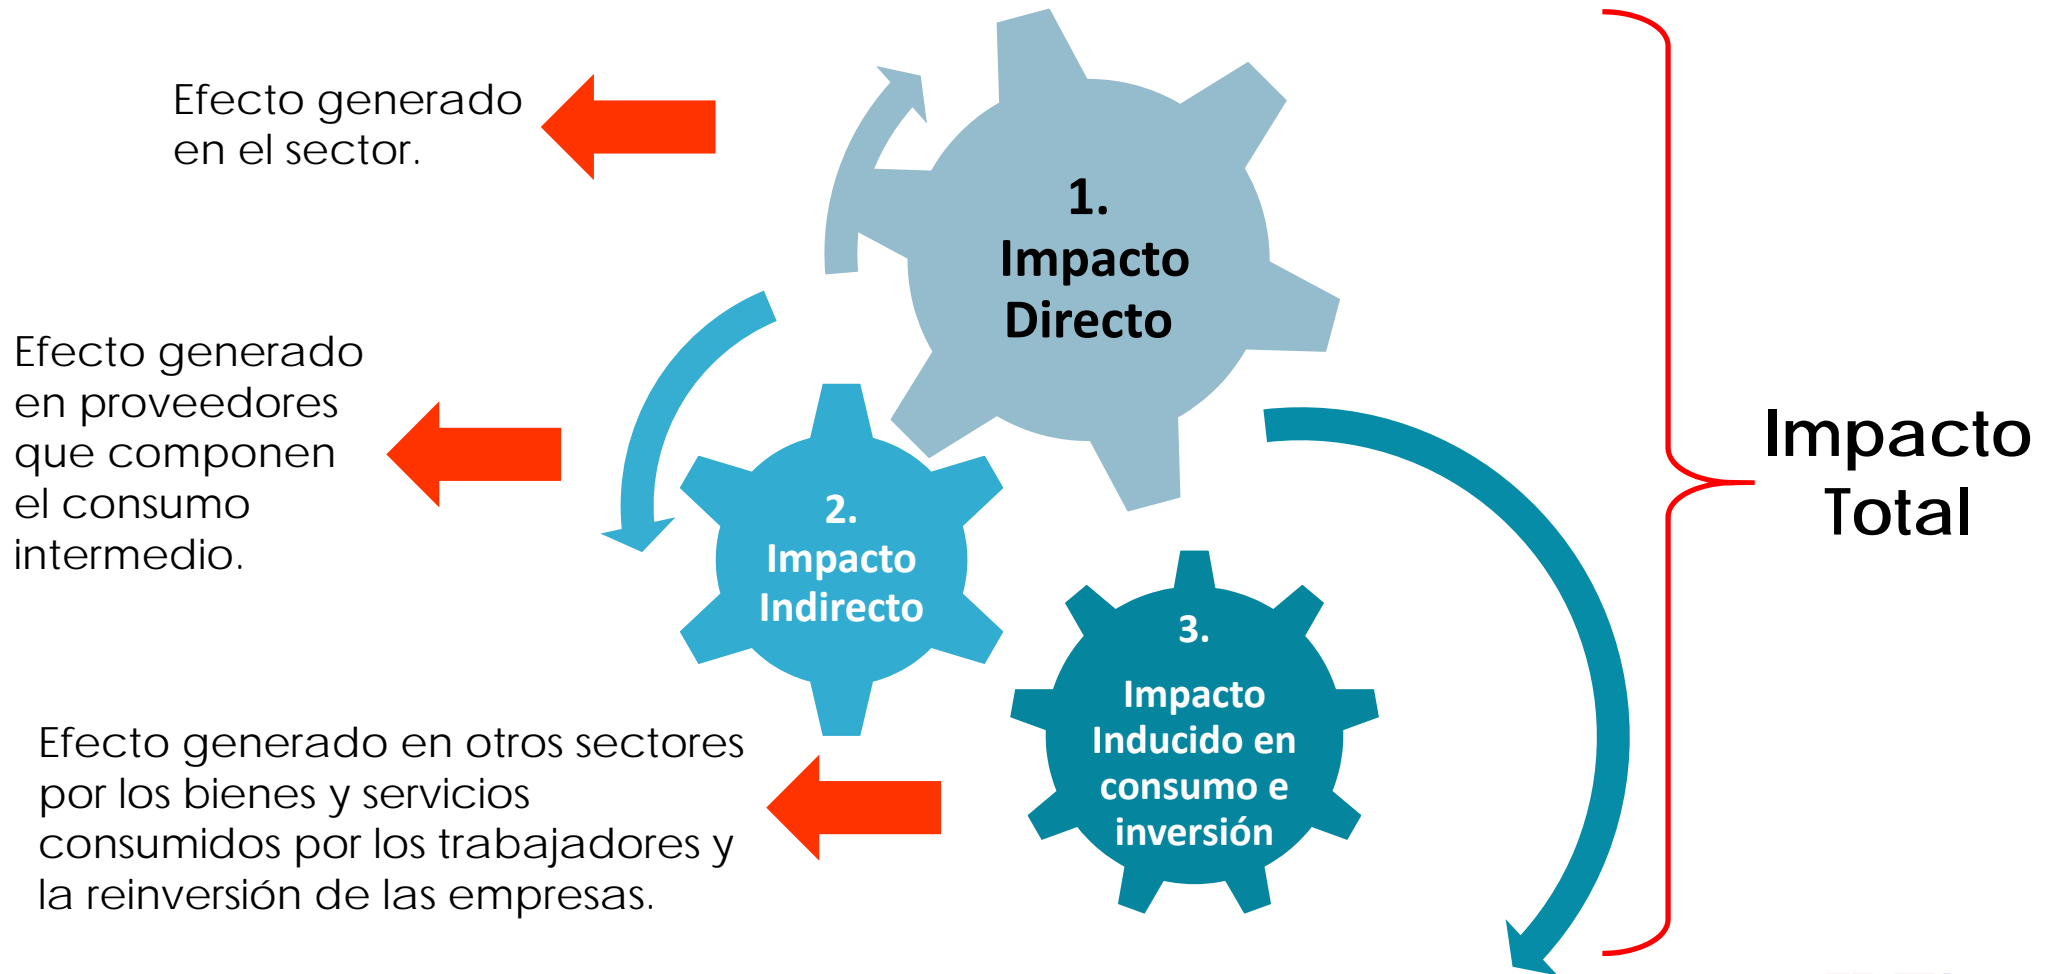 Efecto generado
en el sector.
1.
Impacto
Directo
Efecto generado
en proveedores
que componen
el consumo
intermedio.
2.
Impacto
Indirecto
Impacto
Total
3.
Impacto
Inducido en
consumo e
inversión
Efecto generado en otros sectores
por los bienes y servicios
consumidos por los trabajadores y
la reinversión de las empresas.